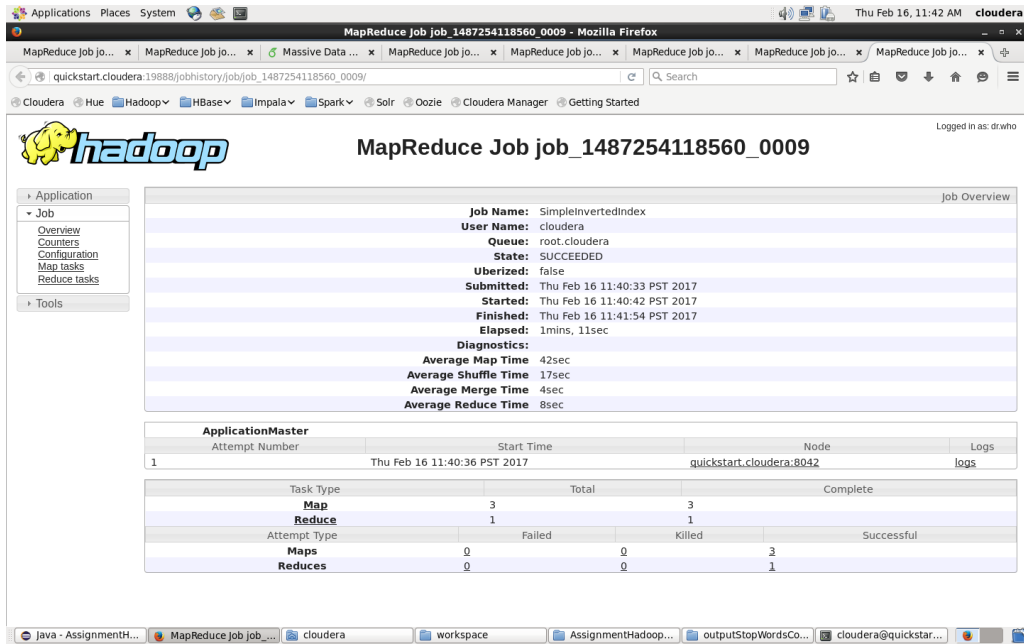 Applications Places System Thu Feb 16, 11:42 AM cloudera
MapReduce Job job_1487254118560_0009 - Mozilla Firefox
MapReduce Job jo... × MapReduce Job jo... × Massive Data ... × MapReduce Job jo... × MapReduce Job jo... × MapReduce Job jo... × MapReduce Job jo... × MapReduce Job jo... ×
quickstart.cloudera:19888/jobhistory/job/job_1487254118560_0009/ Search
Cloudera Hue Hadoop HBase Impala Spark Solr Oozie Cloudera Manager Getting Started
Logged in as: dr.who
hadoop MapReduce Job job_1487254118560_0009
Application
Job
Overview
Counters
Configuration
Map tasks
Reduce tasks
Tools
Job Overview
Job Name: SimpleInvertedIndex
User Name: cloudera
Queue: root.cloudera
State: SUCCEEDED
Uberized: false
Submitted: Thu Feb 16 11:40:33 PST 2017
Started: Thu Feb 16 11:40:42 PST 2017
Finished: Thu Feb 16 11:41:54 PST 2017
Elapsed: 1mins, 11sec
Diagnostics:
Average Map Time 42sec
Average Shuffle Time 17sec
Average Merge Time 4sec
Average Reduce Time 8sec
ApplicationMaster
Attempt Number Start Time Node Logs
1 Thu Feb 16 11:40:36 PST 2017 quickstart.cloudera:8042 logs
Task Type Total Complete
Map 3 3
Reduce 1 1
Attempt Type Failed Killed Successful
Maps 0 0 3
Reduces 0 0 1
Java - AssignmentH... MapReduce Job job_... cloudera workspace AssignmentHadoop... outputStopWordsCo... cloudera@quickstar...